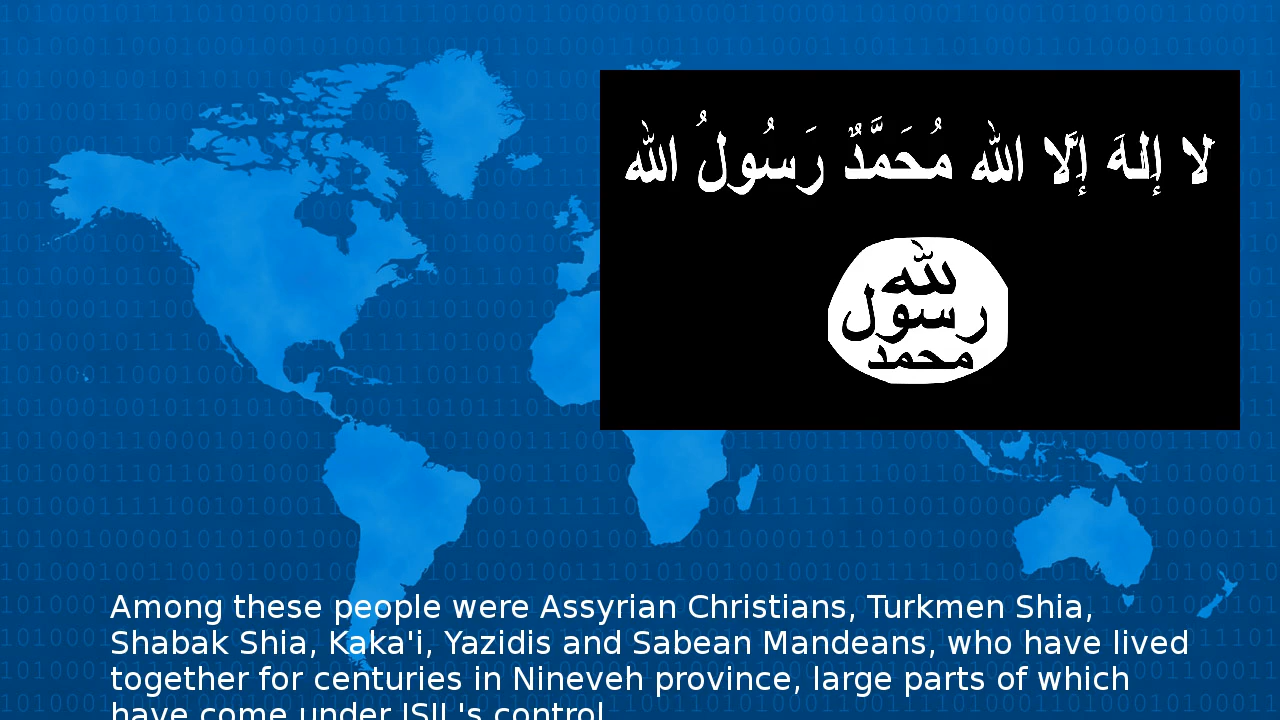 لا إله إلا الله مُحَمَّدٌ رَسُولُ الله
الله
رسول
محمد
Among these people were Assyrian Christians, Turkmen Shia,
Shabak Shia, Kaka'i, Yazidis and Sabean Mandeans, who have lived
together for centuries in Nineveh province, large parts of which
have come under ISIL's control